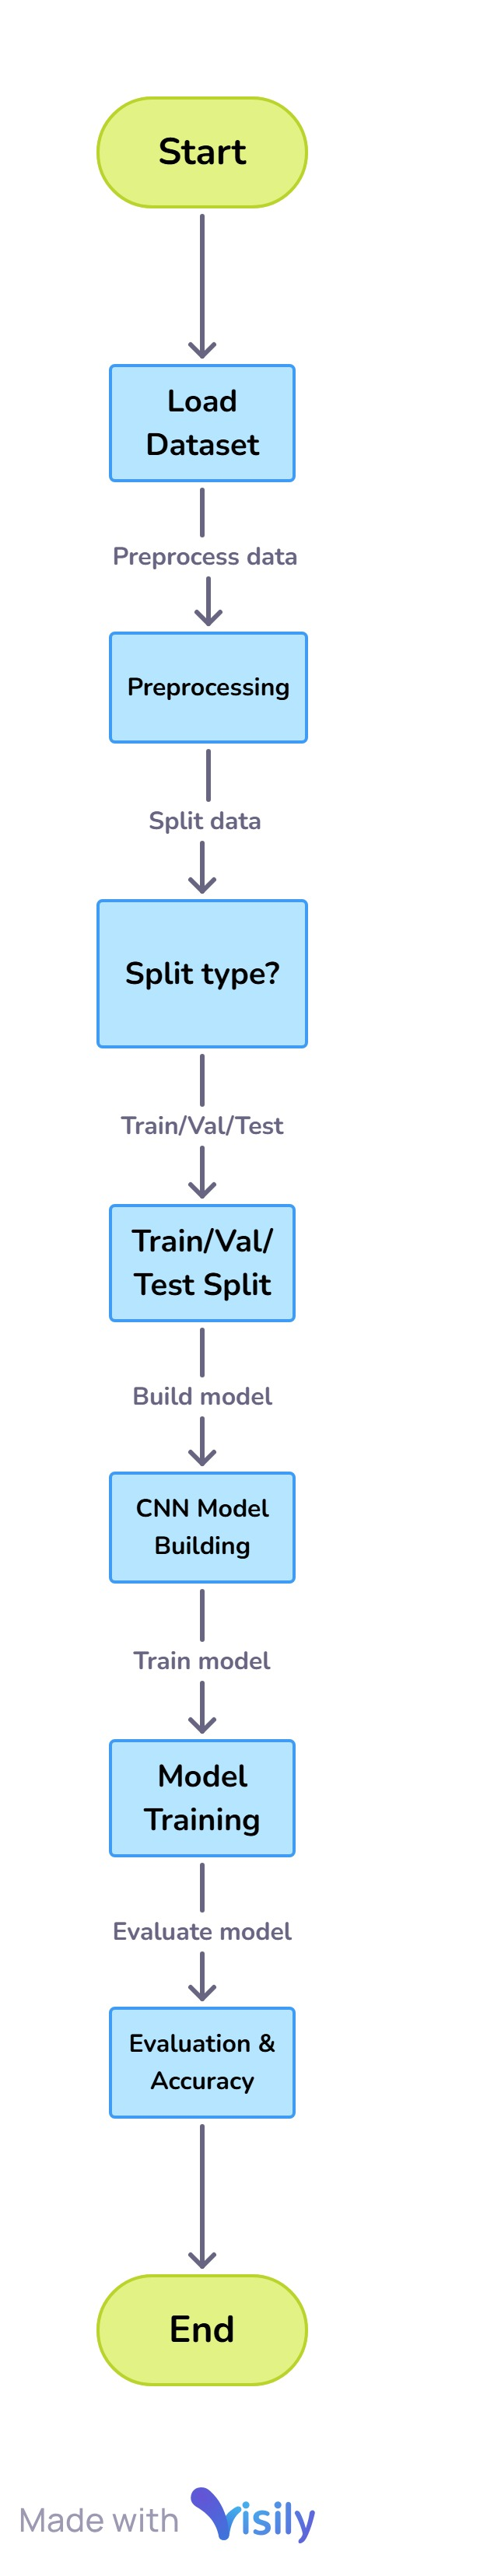 Start
Load
Dataset
Preprocess data
Preprocessing
Split data
Split type?
Train/Val/Test
Train/Val/
Test Split
Build model
CNN Model
Building
Train model
Model
Training
Evaluate model
Evaluation &
Accuracy
End
Made with Visily